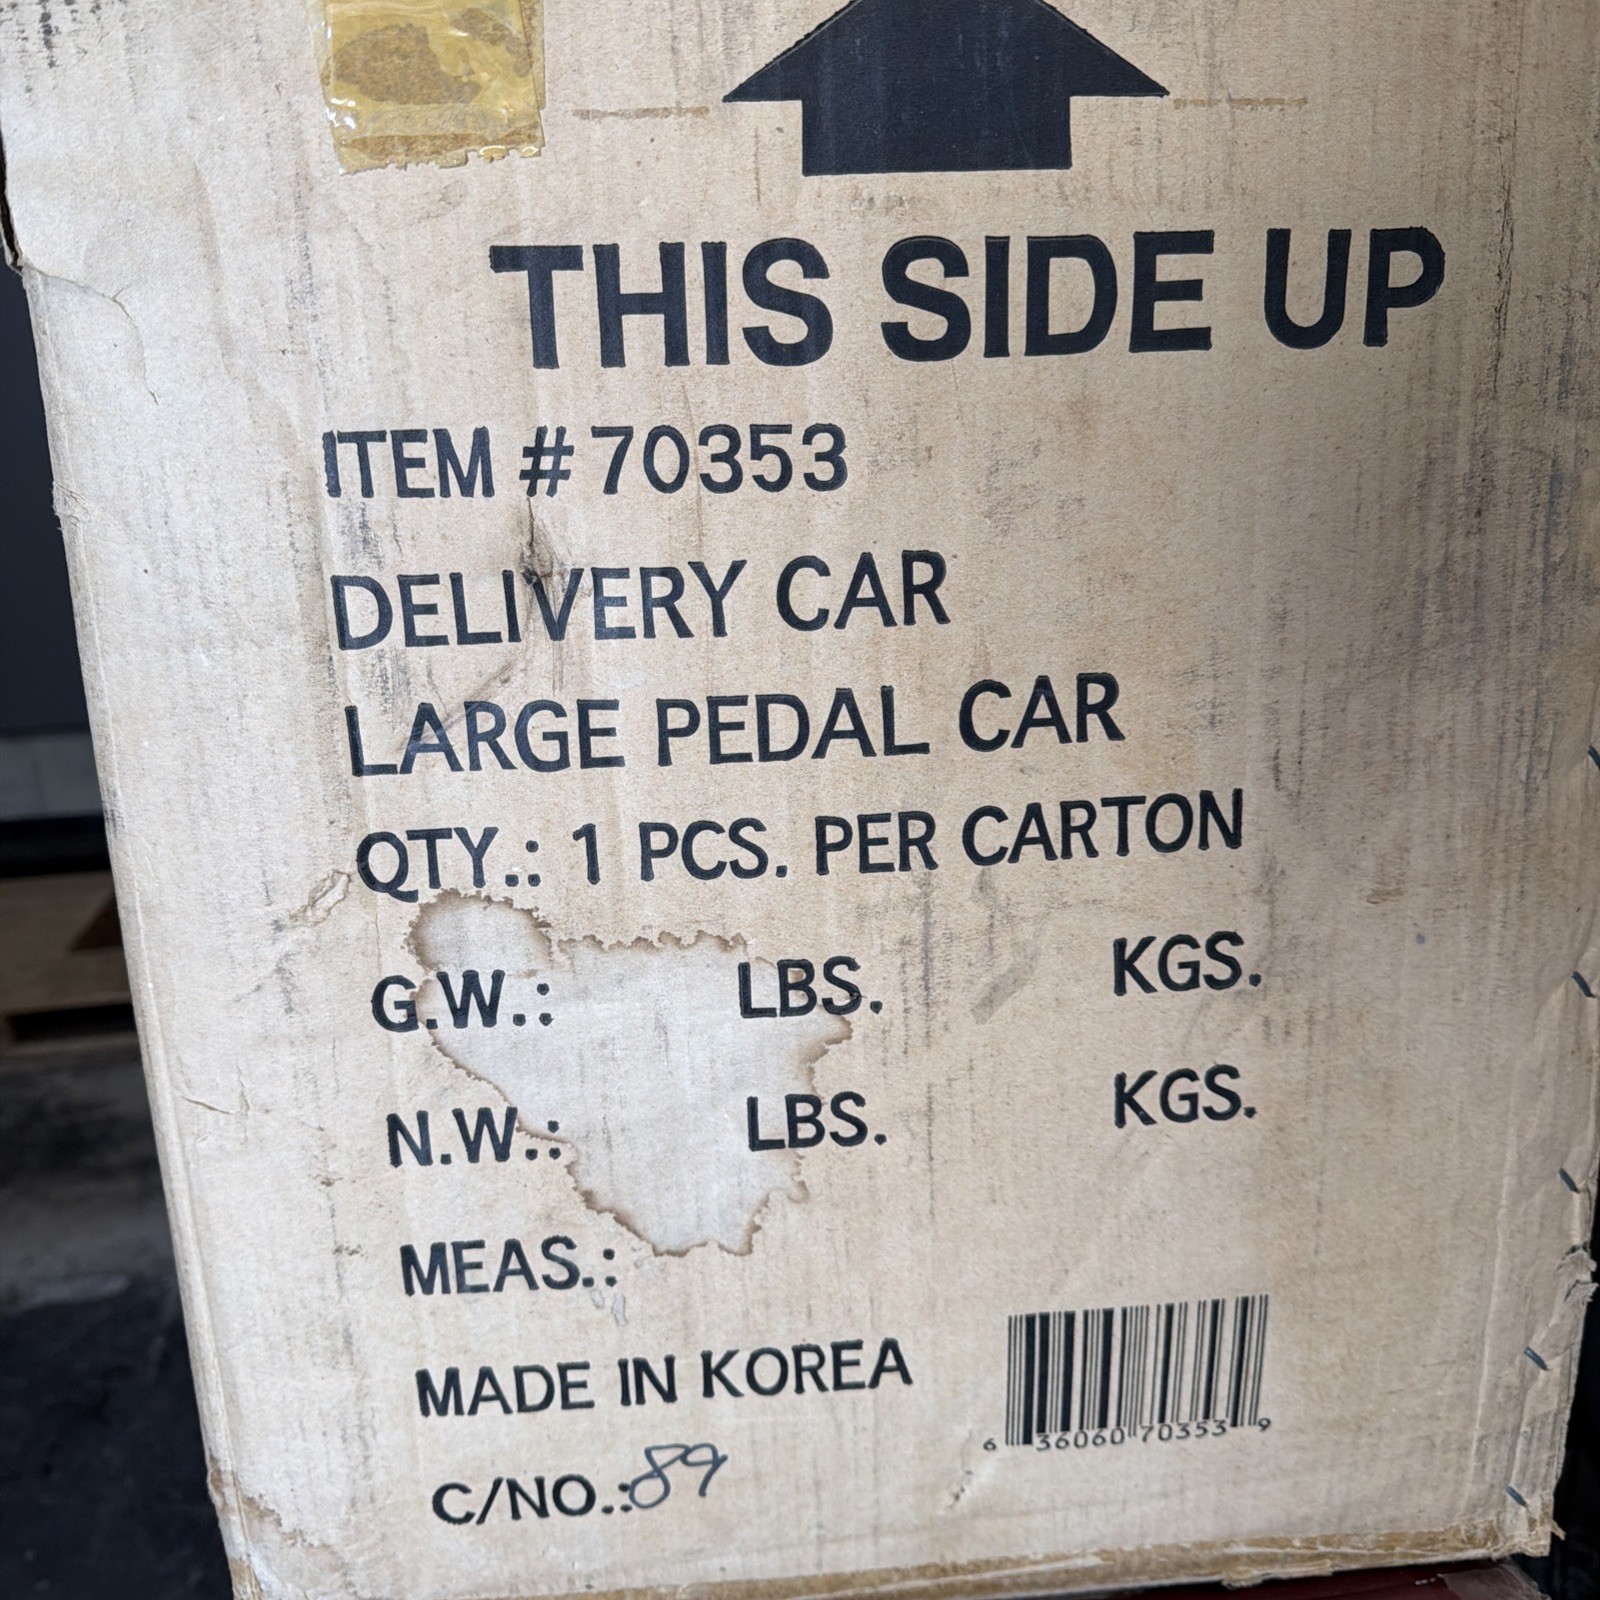 THIS SIDE UP
ITEM # 70353
DELIVERY CAR
LARGE PEDAL CAR
QTY.: 1 PCS. PER CARTON
G.W.: LBS. KGS.
N.W.: LBS. KGS.
MEAS.:
MADE IN KOREA
6 36060 70353 9
C/NO.: 89